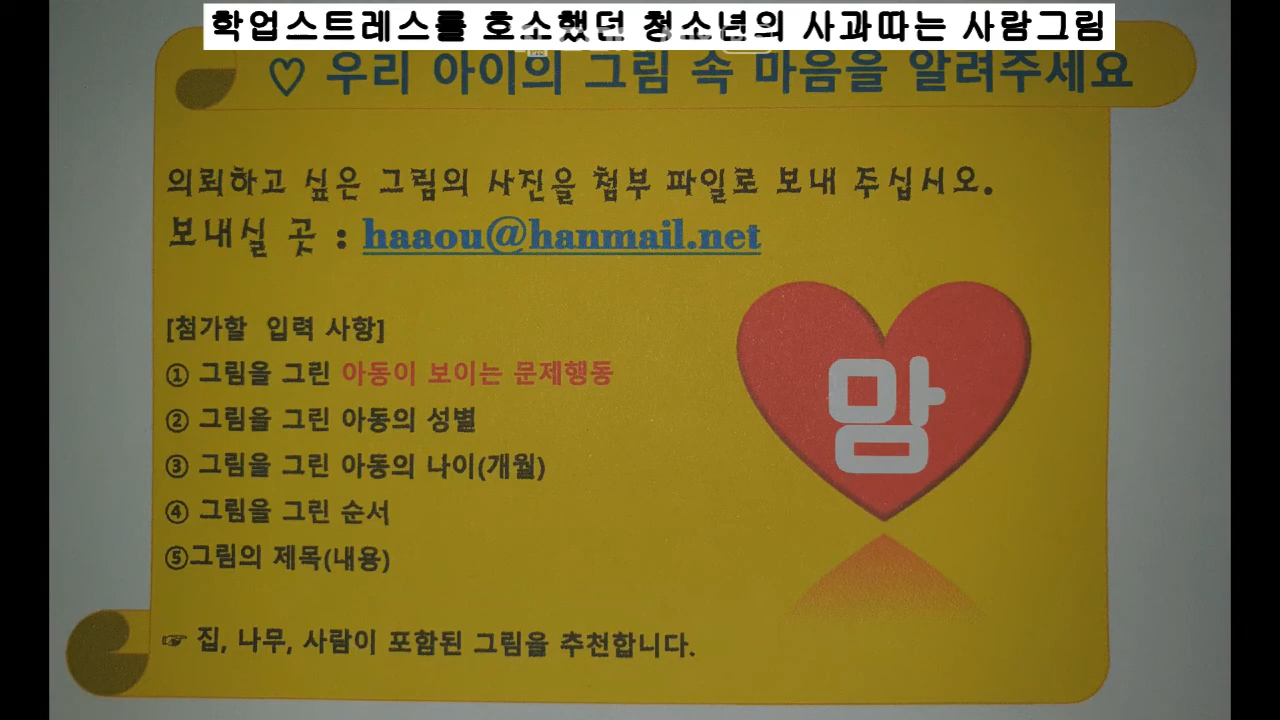 학업스트레스를 호소했던 청소년의 사과따는 사람그림
♡ 우리 아이의 그림 속 마음을 알려주세요
의뢰하고 싶은 그림의 사진을 첨부 파일로 보내 주십시오.
보내실 곳 : haaou@hanmail.net
[첨가할 입력 사항]
① 그림을 그린 아동이 보이는 문제행동
② 그림을 그린 아동의 성별
③ 그림을 그린 아동의 나이(개월)
④ 그림을 그린 순서
⑤그림의 제목(내용)
맘
☞ 집, 나무, 사람이 포함된 그림을 추천합니다.